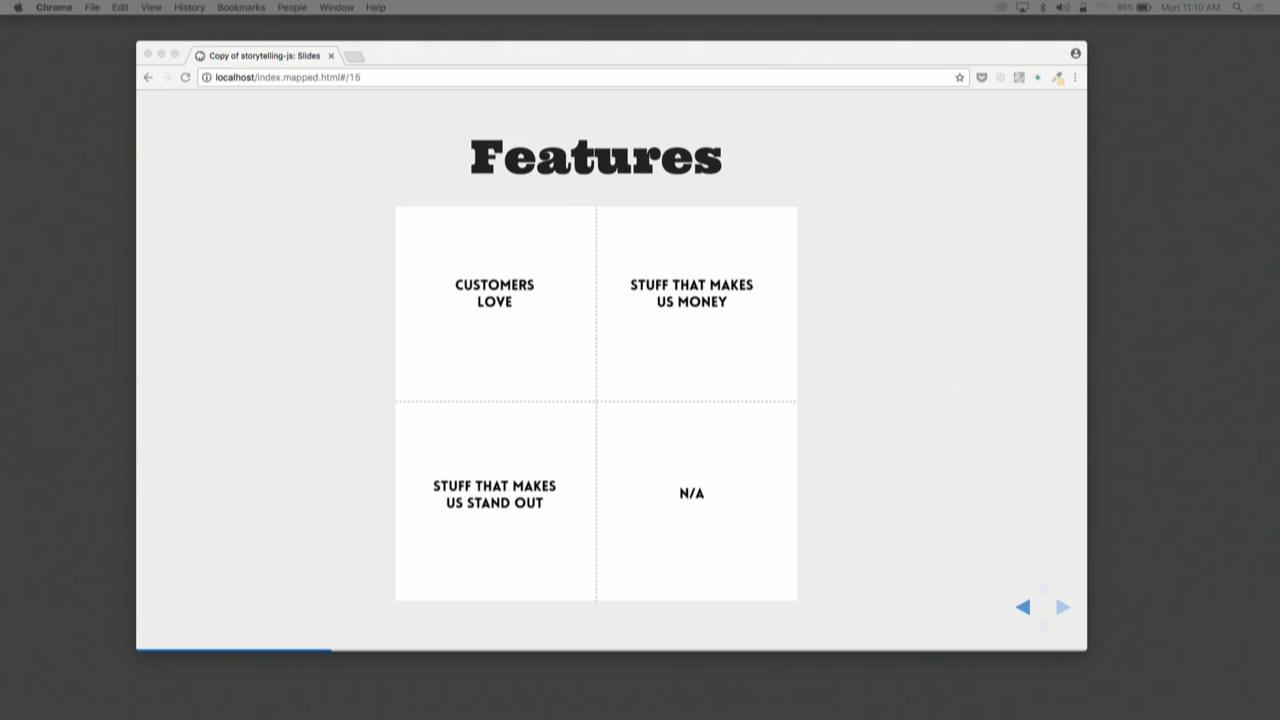 Chrome File Edit View History Bookmarks People Window Help
86% Mon 11:10 AM
Copy of storytelling-js: Slides
localhost/index.mapped.html#/15
Features
CUSTOMERS
LOVE
STUFF THAT MAKES
US MONEY
STUFF THAT MAKES
US STAND OUT
N/A